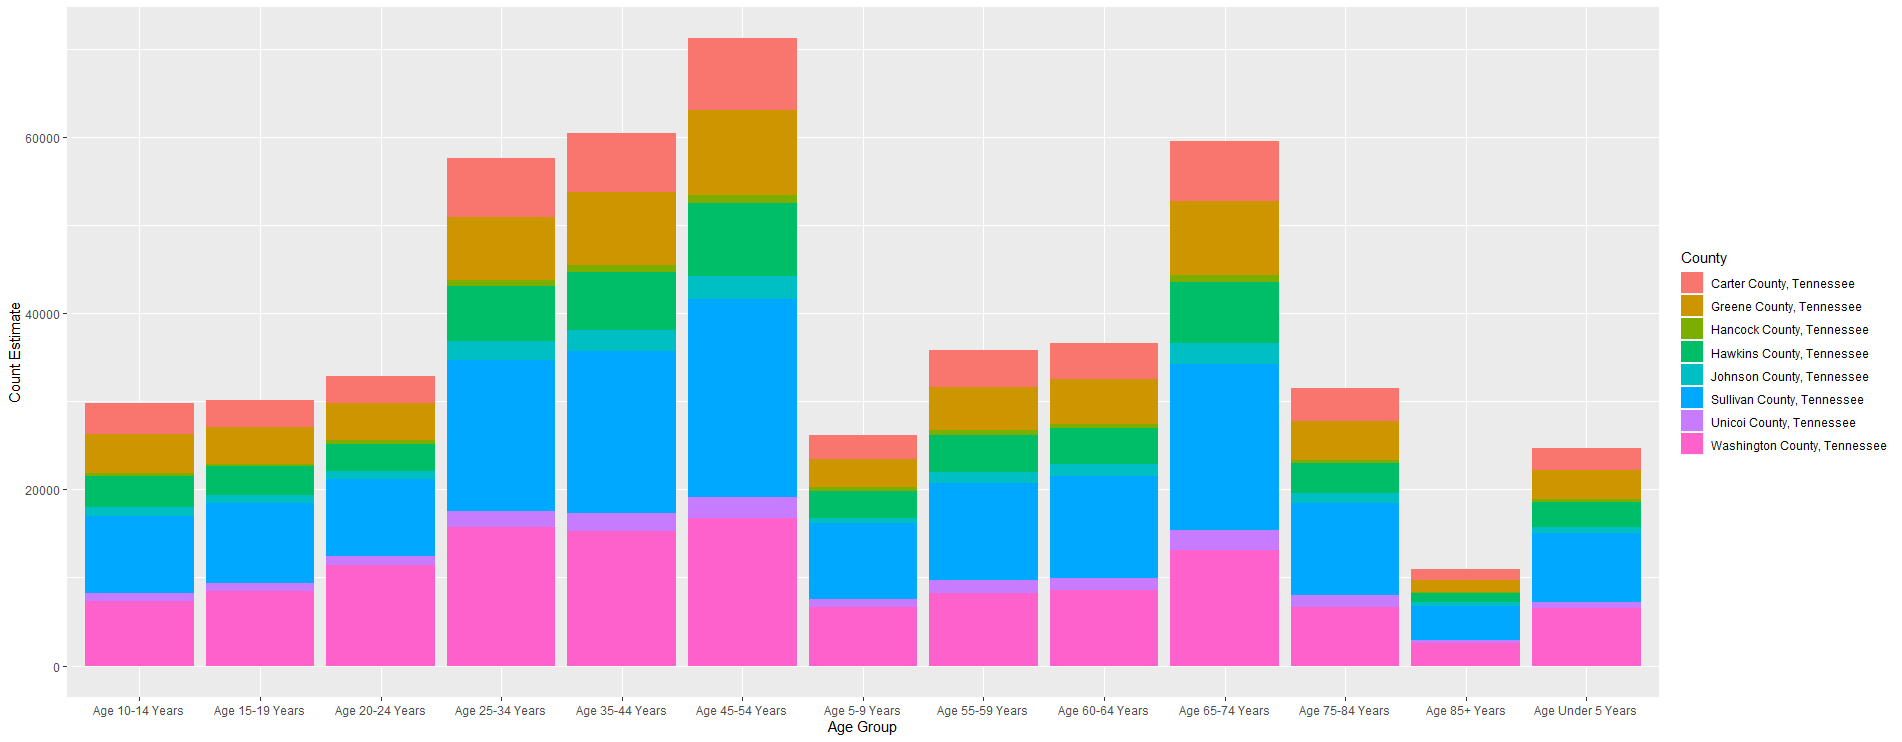 Count Estimate
60000
40000
20000
0
Age 10-14 Years
Age 15-19 Years
Age 20-24 Years
Age 25-34 Years
Age 35-44 Years
Age 45-54 Years
Age 5-9 Years
Age 55-59 Years
Age 60-64 Years
Age 65-74 Years
Age 75-84 Years
Age 85+ Years
Age Under 5 Years
Age Group
County
Carter County, Tennessee
Greene County, Tennessee
Hancock County, Tennessee
Hawkins County, Tennessee
Johnson County, Tennessee
Sullivan County, Tennessee
Unicoi County, Tennessee
Washington County, Tennessee